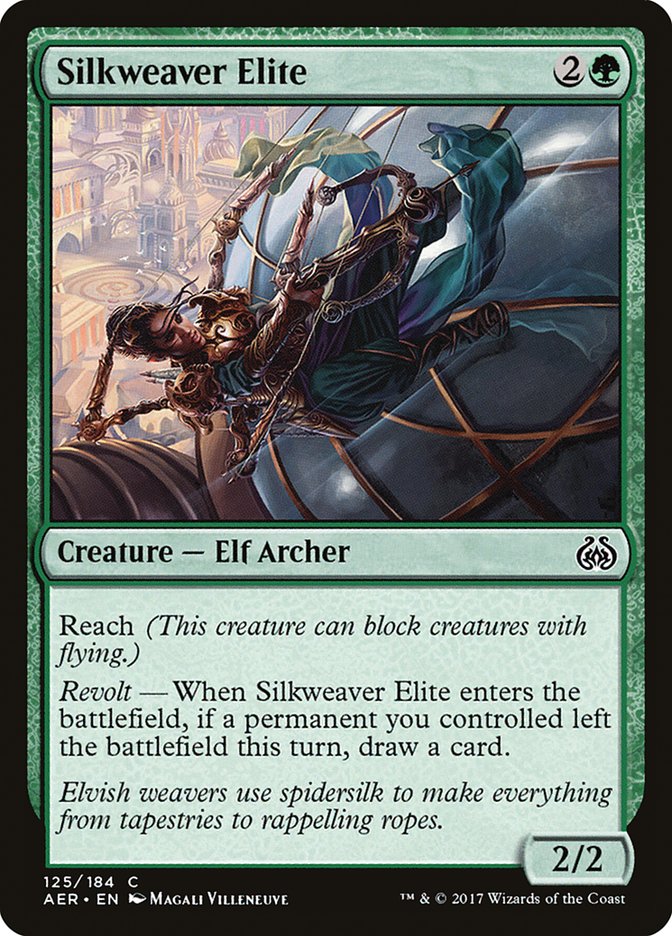 Silkweaver Elite 2
Creature — Elf Archer
Reach (This creature can block creatures with
flying.)
Revolt — When Silkweaver Elite enters the
battlefield, if a permanent you controlled left
the battlefield this turn, draw a card.
Elvish weavers use spidersilk to make everything
from tapestries to rappelling ropes.
2/2
125/184 C
AER • EN Magali Villeneuve
™ & © 2017 Wizards of the Coast